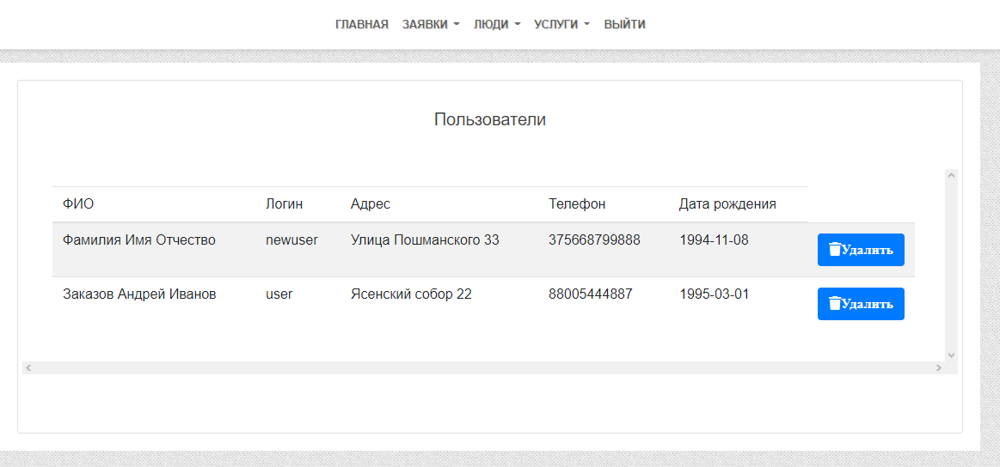 ГЛАВНАЯ ЗАЯВКИ ЛЮДИ УСЛУГИ ВЫЙТИ
Пользователи
ФИО Логин Адрес Телефон Дата рождения
Фамилия Имя Отчество newuser Улица Пошманского 33 375668799888 1994-11-08 Удалить
Заказов Андрей Иванов user Ясенский собор 22 88005444887 1995-03-01 Удалить